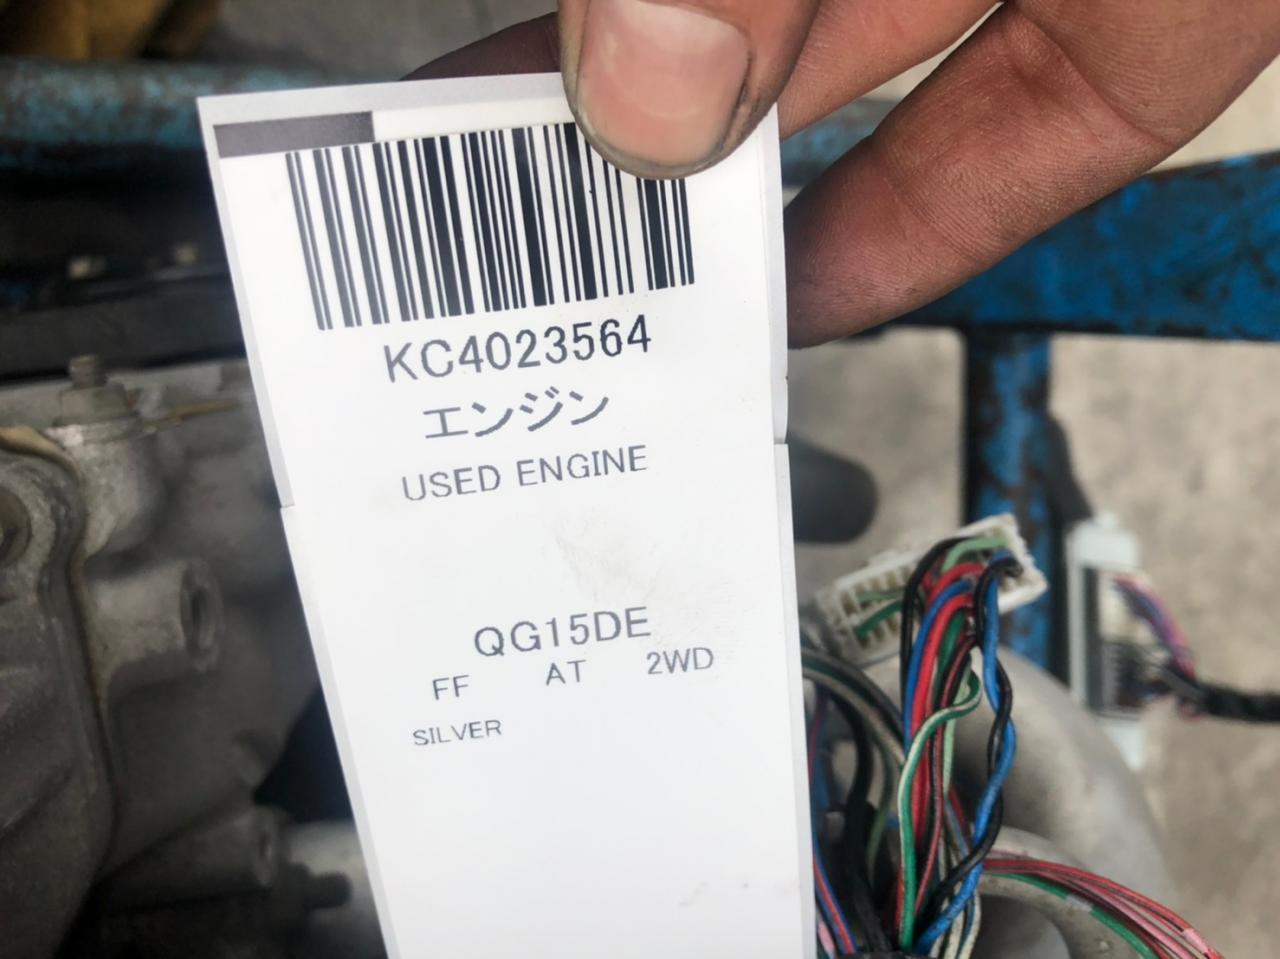 KC4023564
エンジン
USED ENGINE
QG15DE
FF AT 2WD
SILVER